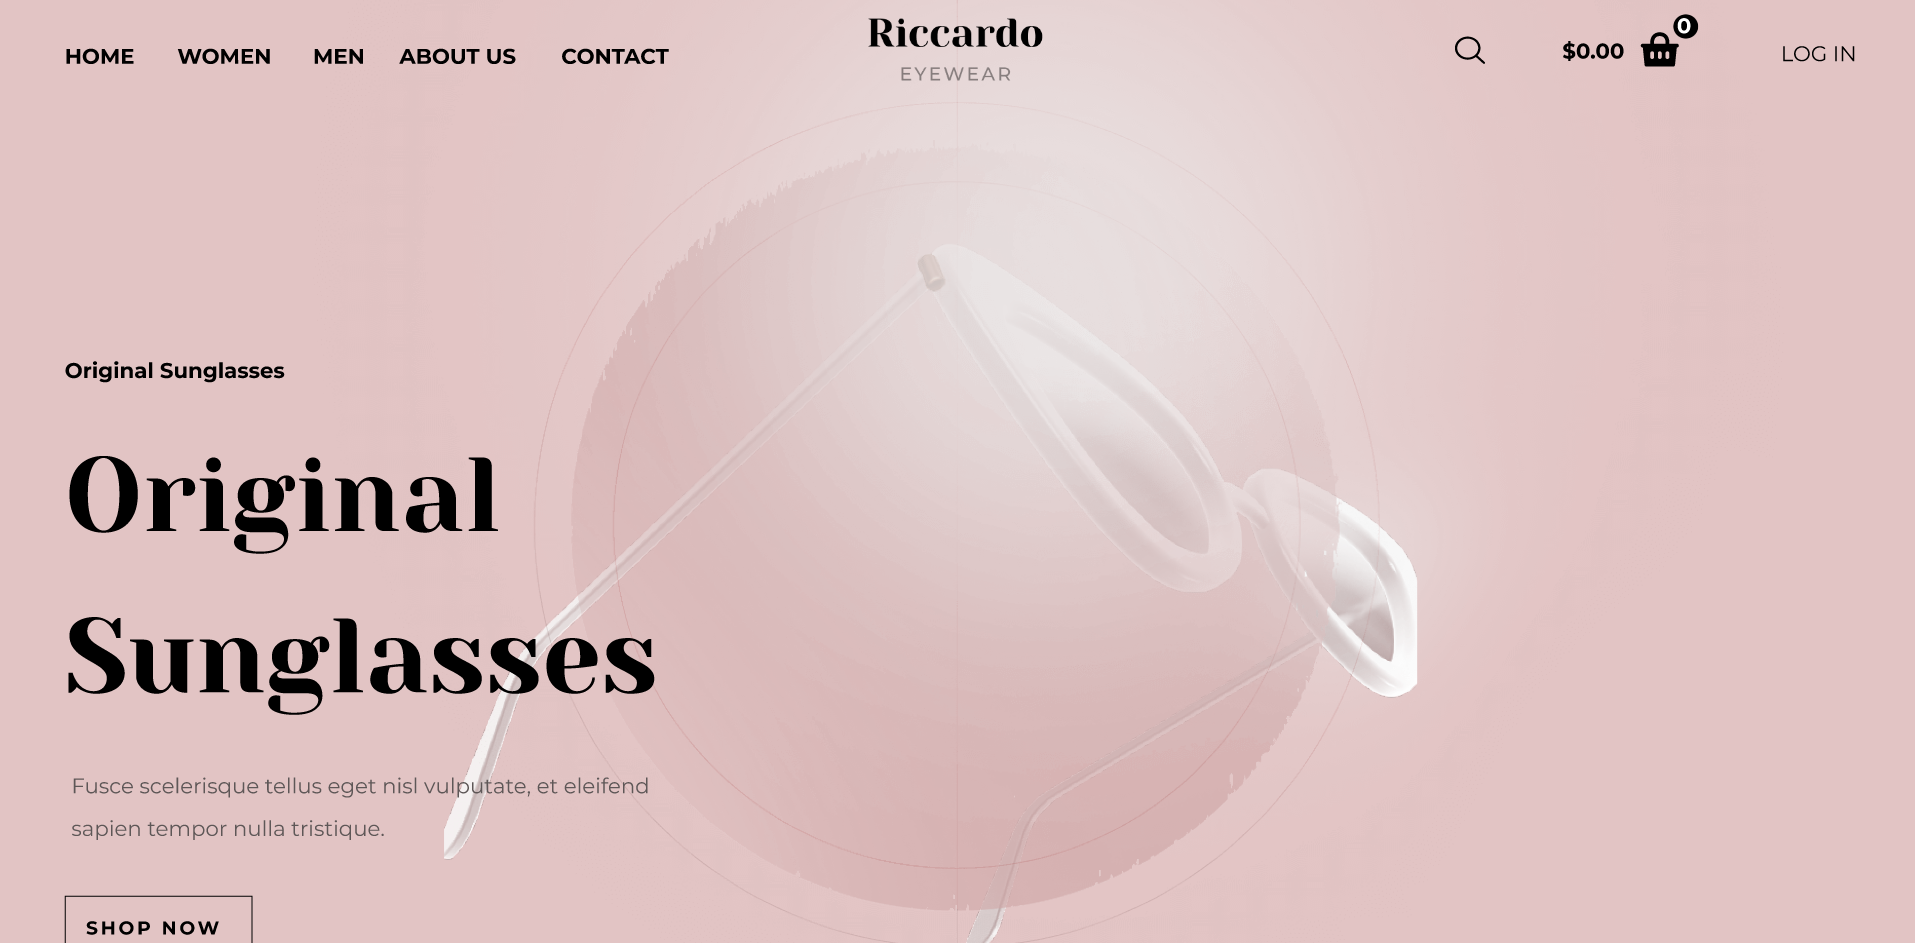 HOME WOMEN MEN ABOUT US CONTACT
Riccardo
EYEWEAR
$0.00 0
LOG IN
Original Sunglasses
Original
Sunglasses
Fusce scelerisque tellus eget nisl vulputate, et eleifend
sapien tempor nulla tristique.
SHOP NOW